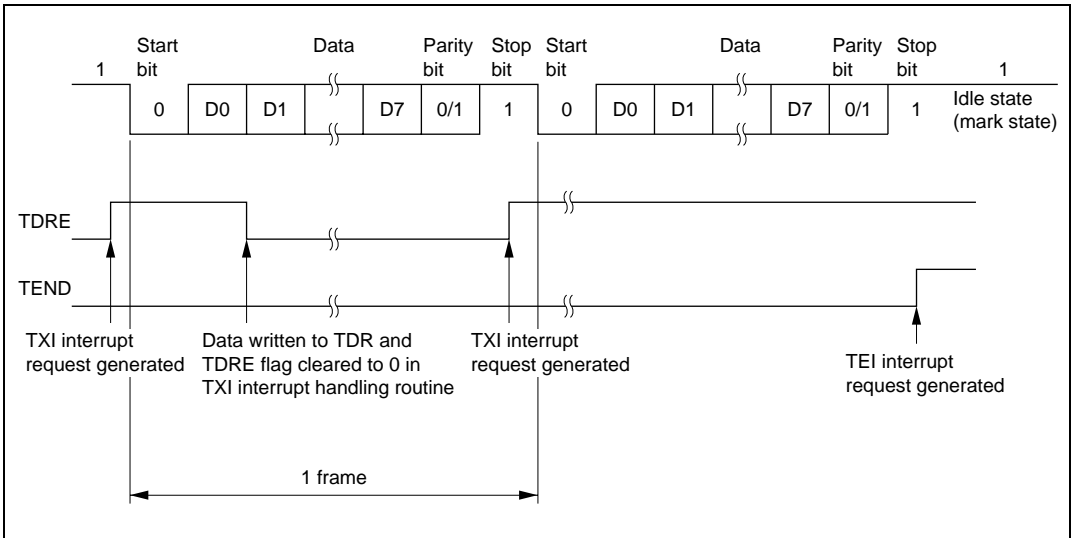 Start bit
Data
Parity bit
Stop bit
Start bit
Data
Parity bit
Stop bit
1
1
0
D0
D1
D7
0/1
1
0
D0
D1
D7
0/1
1
Idle state
(mark state)
TDRE
TEND
TXI interrupt
request generated
Data written to TDR and
TDRE flag cleared to 0 in
TXI interrupt handling routine
TXI interrupt
request generated
TEI interrupt
request generated
1 frame